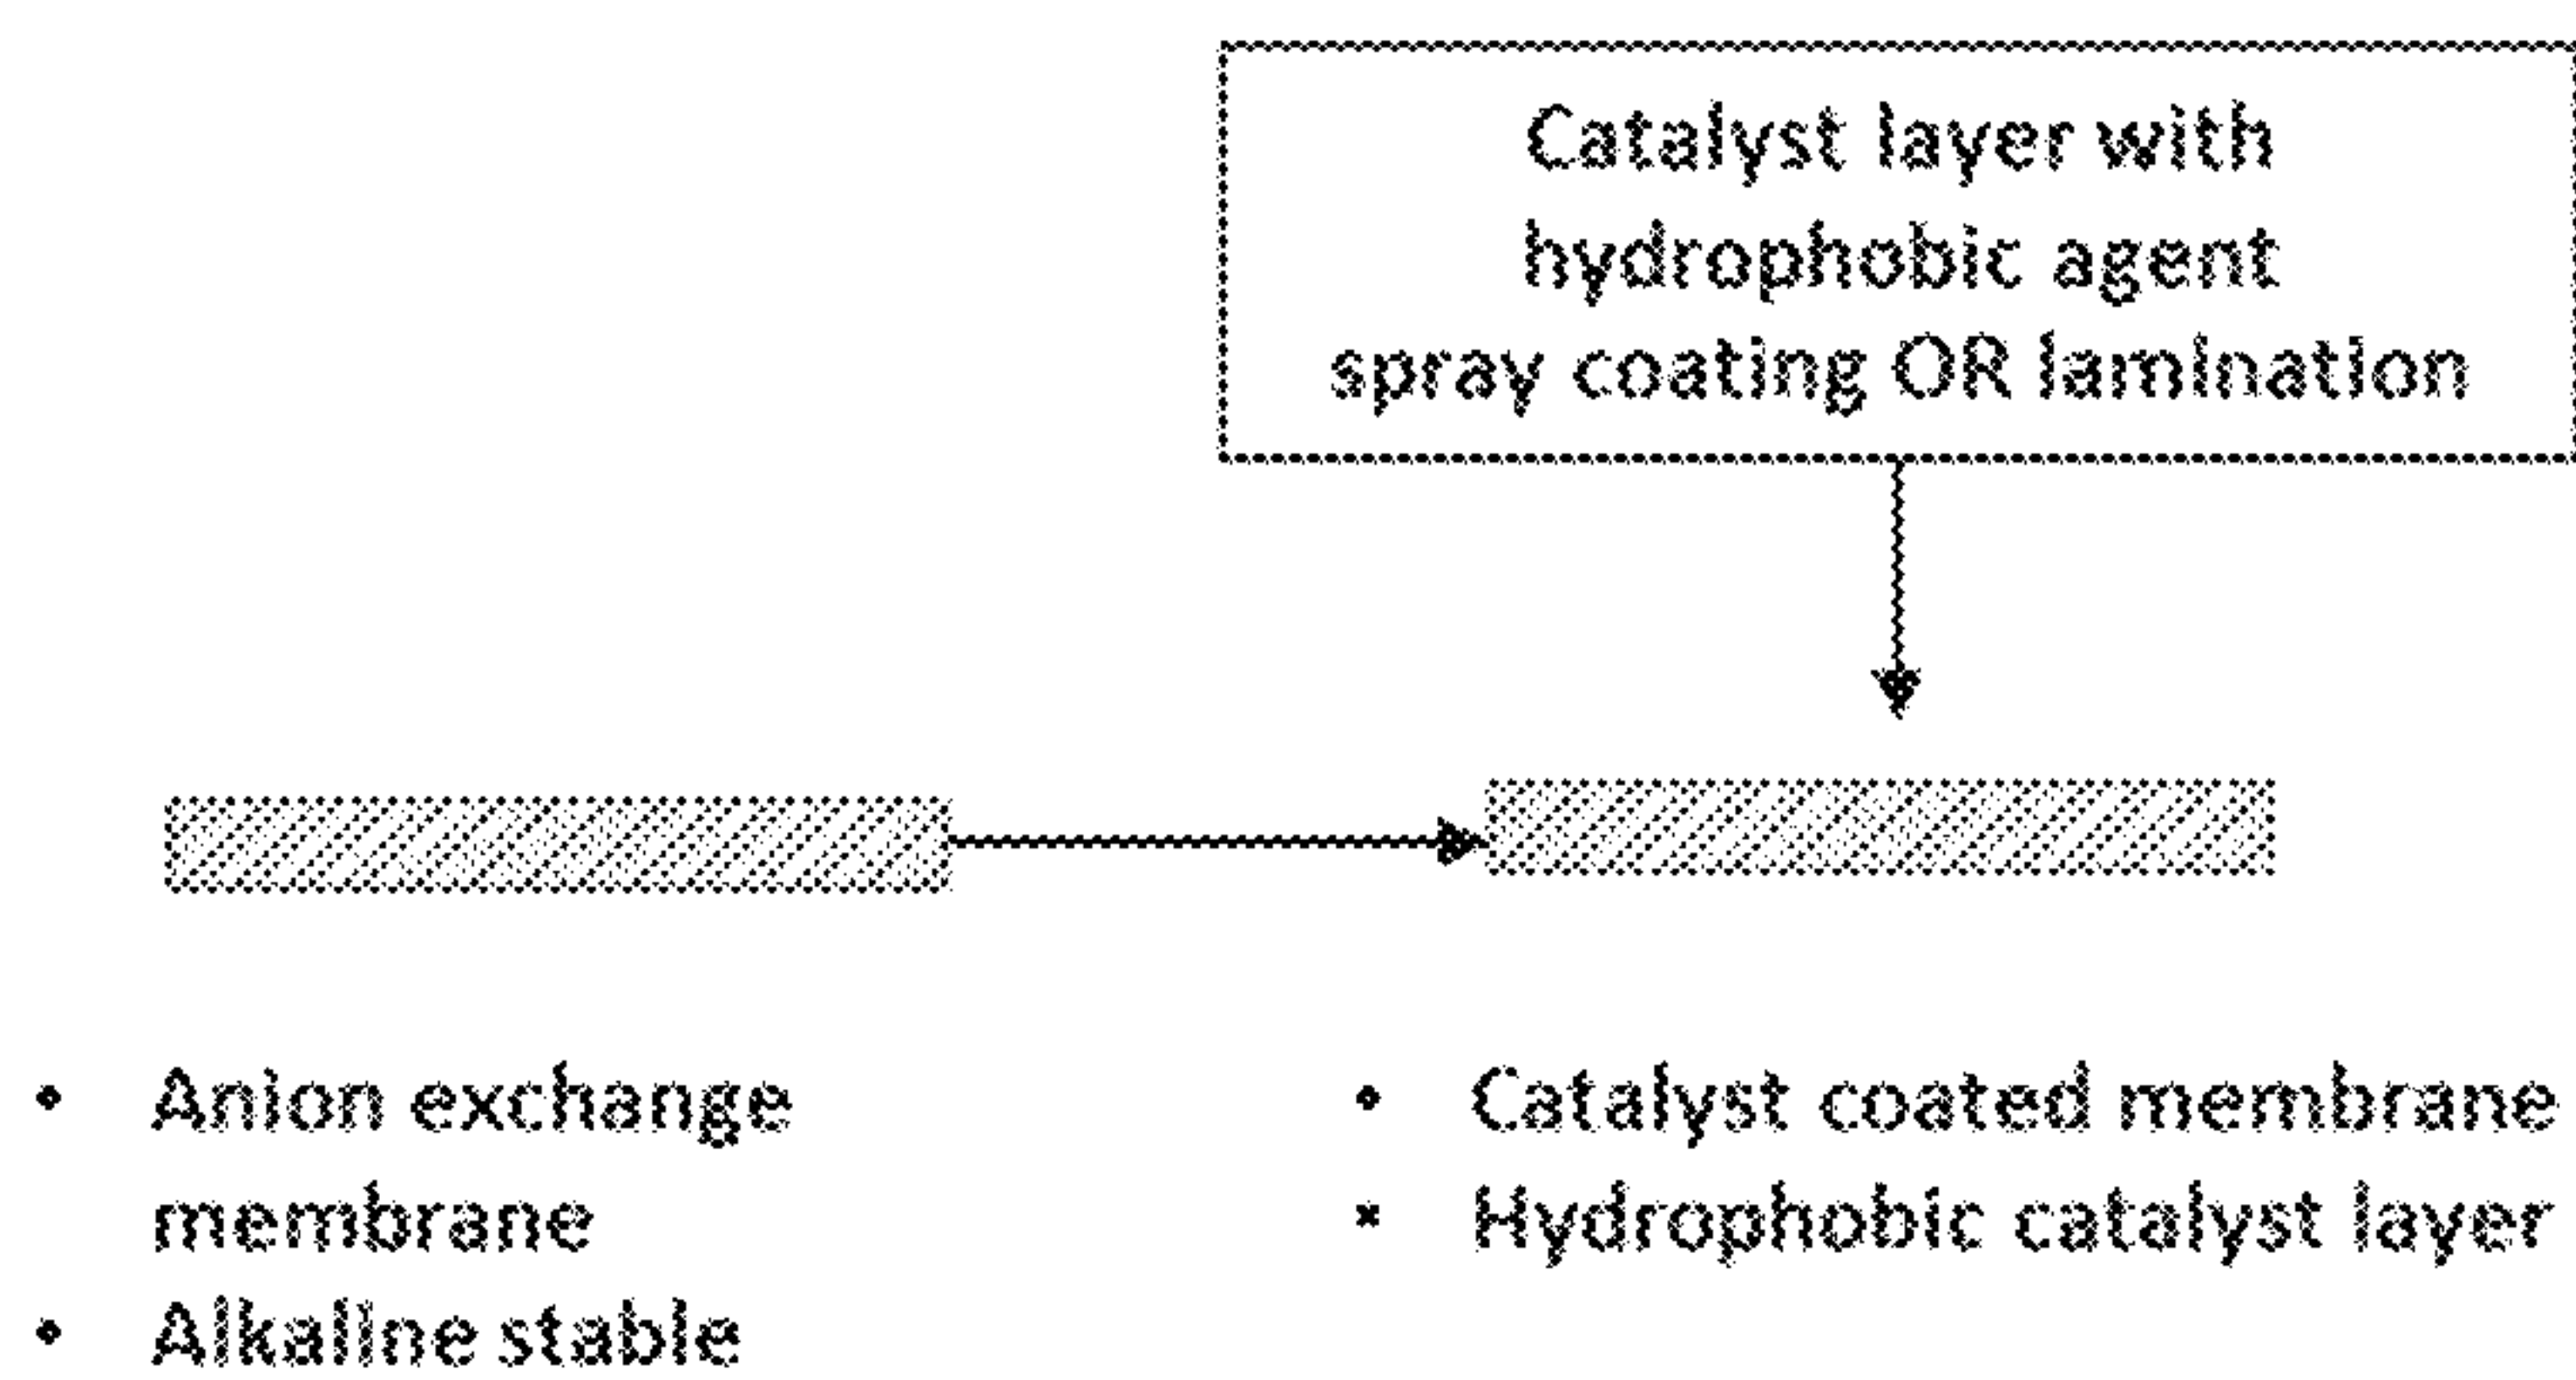 Catalyst layer with
hydrophobic agent
spray coating OR lamination
• Anion exchange
membrane
• Alkaline stable
• Catalyst coated membrane
• Hydrophobic catalyst layer